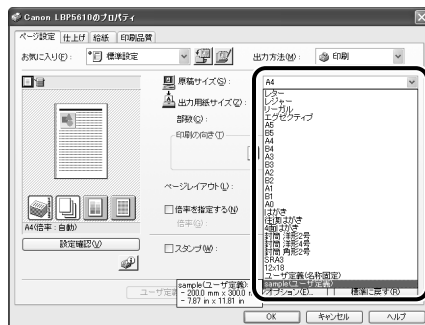 Canon LBP5610のプロパティ
ページ設定 仕上げ 給紙 印刷品質
お気に入り(F): 標準設定 出力方法(M): 印刷
原稿サイズ(S): A4
出力用紙サイズ(Z):
部数(C):
印刷の向き(T)
ページレイアウト(L):
倍率を指定する(N)
倍率(G):
スタンプ(W):
レター
レジャー
リーガル
エグゼクティブ
A5
B5
A4
B4
A3
B3
A2
B2
A1
B1
A0
はがき
往復はがき
4面はがき
封筒 洋形2号
封筒 洋形4号
封筒 角形2号
SRA3
12x18
ユーザ定義(名称固定)
sample(ユーザ定義)
A4(倍率:自動)
設定確認(V)
ユーザ定
sample(ユーザ定義)
- 200.0 mm x 300.0 m
- 7.87 in x 11.81 in
オプション(E)... 標準に戻す(R)
OK キャンセル ヘルプ